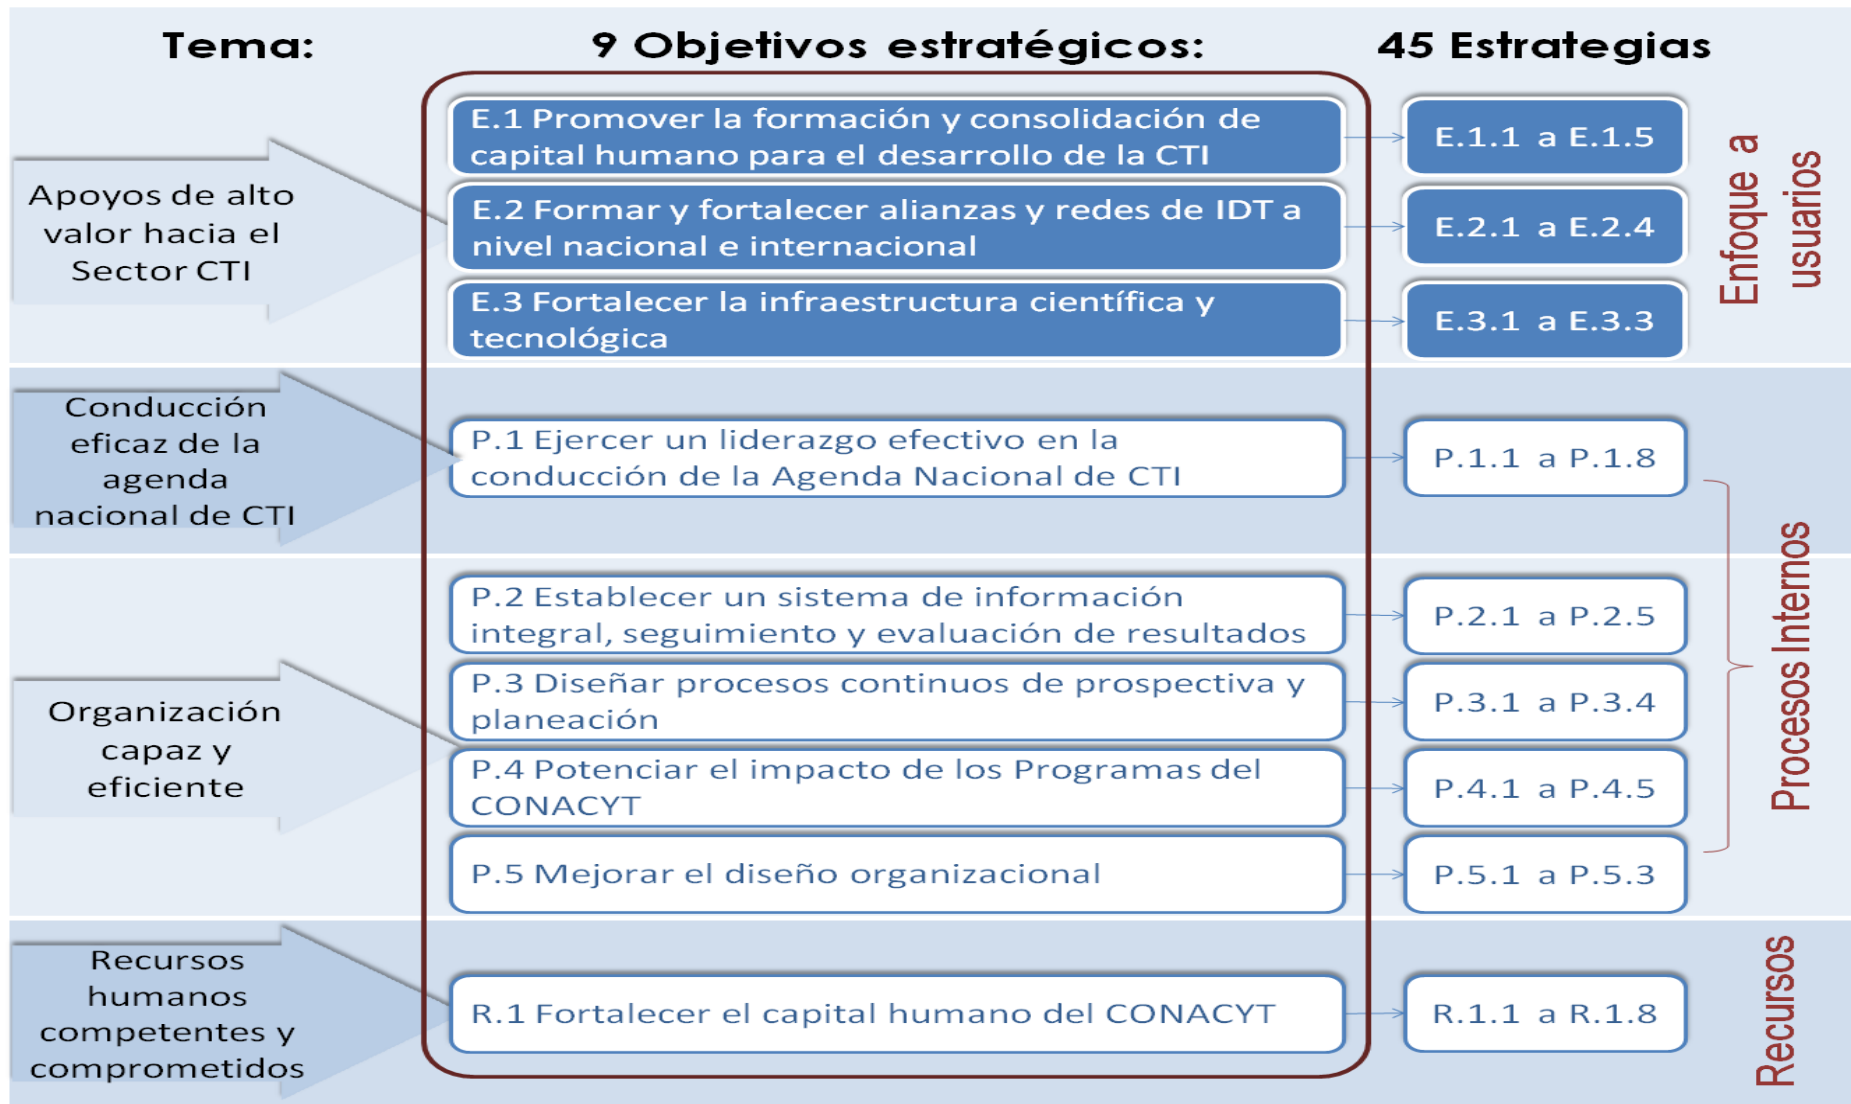 Tema:
9 Objetivos estratégicos:
45 Estrategias
Apoyos de alto
valor hacia el
Sector CTI
E.1 Promover la formación y consolidación de
capital humano para el desarrollo de la CTI
E.1.1 a E.1.5
E.2 Formar y fortalecer alianzas y redes de IDT a
nivel nacional e internacional
E.2.1 a E.2.4
E.3 Fortalecer la infraestructura científica y
tecnológica
E.3.1 a E.3.3
Enfoque a
usuarios
Conducción
eficaz de la
agenda
nacional de CTI
P.1 Ejercer un liderazgo efectivo en la
conducción de la Agenda Nacional de CTI
P.1.1 a P.1.8
Organización
capaz y
eficiente
P.2 Establecer un sistema de información
integral, seguimiento y evaluación de resultados
P.2.1 a P.2.5
P.3 Diseñar procesos continuos de prospectiva y
planeación
P.3.1 a P.3.4
P.4 Potenciar el impacto de los Programas del
CONACYT
P.4.1 a P.4.5
P.5 Mejorar el diseño organizacional
P.5.1 a P.5.3
Procesos Internos
Recursos
humanos
competentes y
comprometidos
R.1 Fortalecer el capital humano del CONACYT
R.1.1 a R.1.8
Recursos